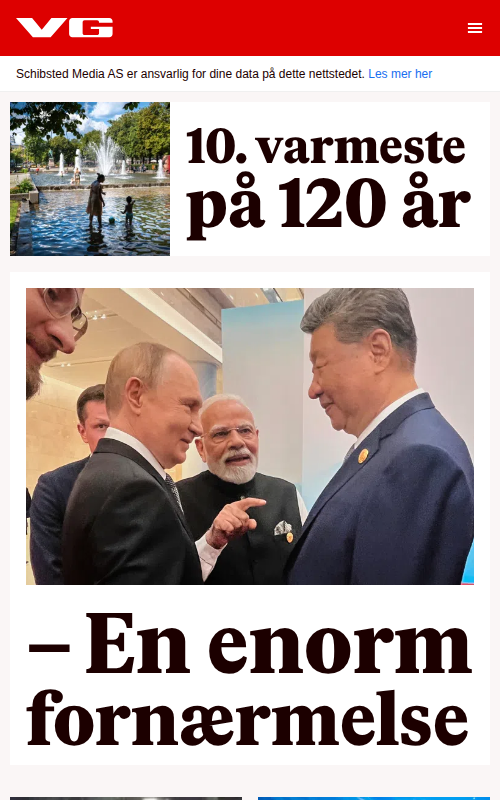 VG
Schibsted Media AS er ansvarlig for dine data på dette nettstedet. Les mer her
10. varmeste
på 120 år
– En enorm
fornærmelse